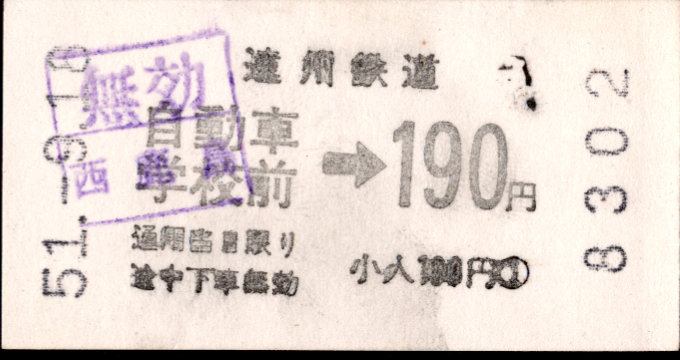 遠州鉄道
自動車
学校前
→190円
通用当日限り
途中下車無効
小人100円
51.-9.18
8302
無効
西